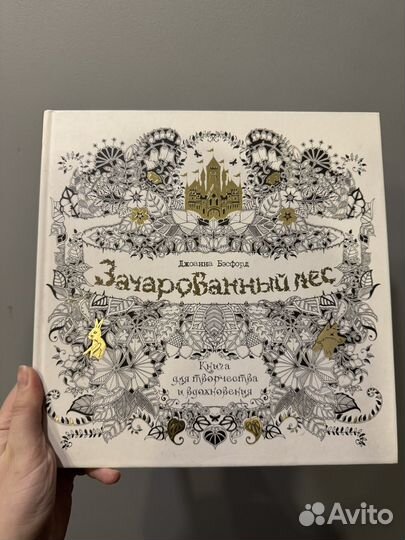 Джоанна Бэсфорд
Зачарованный лес
Книга
для творчества
и вдохновения
Avito